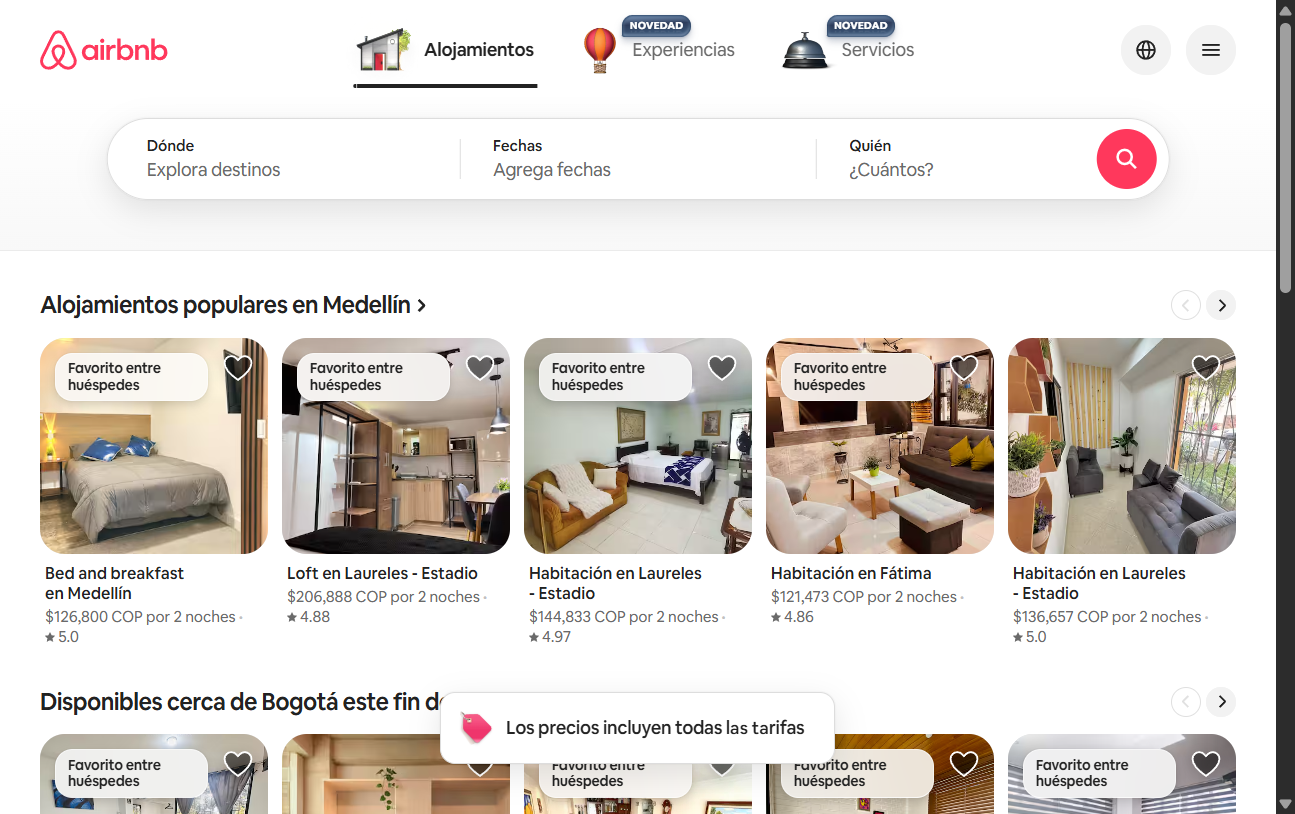 airbnb
Alojamientos
NOVEDAD
Experiencias
NOVEDAD
Servicios
Dónde
Explora destinos
Fechas
Agrega fechas
Quién
¿Cuántos?
Alojamientos populares en Medellín
Favorito entre
huéspedes
Favorito entre
huéspedes
Favorito entre
huéspedes
Favorito entre
huéspedes
Bed and breakfast
en Medellín
$126,800 COP por 2 noches ·
★ 5.0
Loft en Laureles - Estadio
$206,888 COP por 2 noches ·
★ 4.88
Habitación en Laureles
- Estadio
$144,833 COP por 2 noches ·
★ 4.97
Habitación en Fátima
$121,473 COP por 2 noches ·
★ 4.86
Habitación en Laureles
- Estadio
$136,657 COP por 2 noches ·
★ 5.0
Disponibles cerca de Bogotá este fin
Los precios incluyen todas las tarifas
Favorito entre
huéspedes
Favorito entre
huéspedes
Favorito entre
huéspedes
Favorito entre
huéspedes